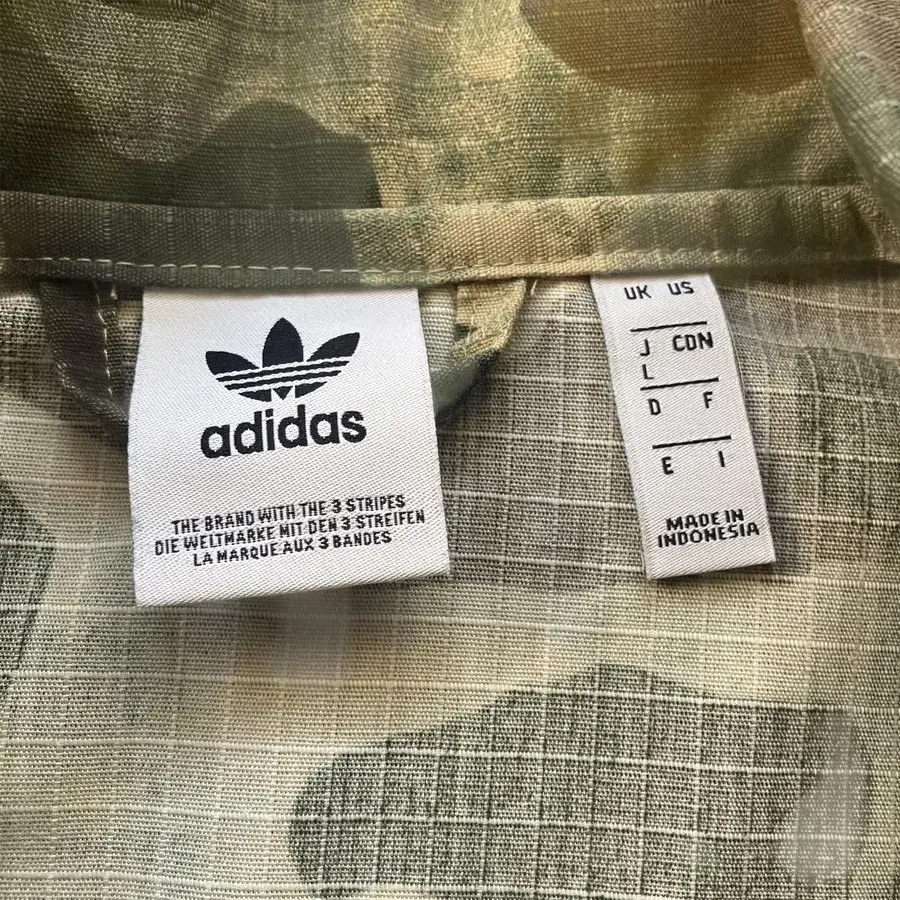 adidas
THE BRAND WITH THE 3 STRIPES
DIE WELTMARKE MIT DEN 3 STREIFEN
LA MARQUE AUX 3 BANDES
UK US
J CDN
L
D F
E I
MADE IN
INDONESIA